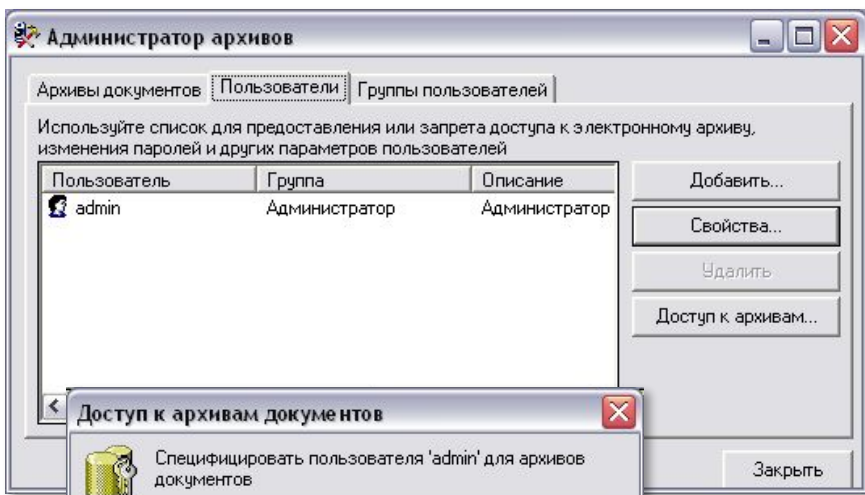 Администратор архивов
Архивы документов Пользователи Группы пользователей
Используйте список для предоставления или запрета доступа к электронному архиву,
изменения паролей и других параметров пользователей
Пользователь Группа Описание
admin Администратор Администратор
Добавить...
Свойства...
Удалить
Доступ к архивам...
Доступ к архивам документов
Специфицировать пользователя 'admin' для архивов
документов
Закрыть